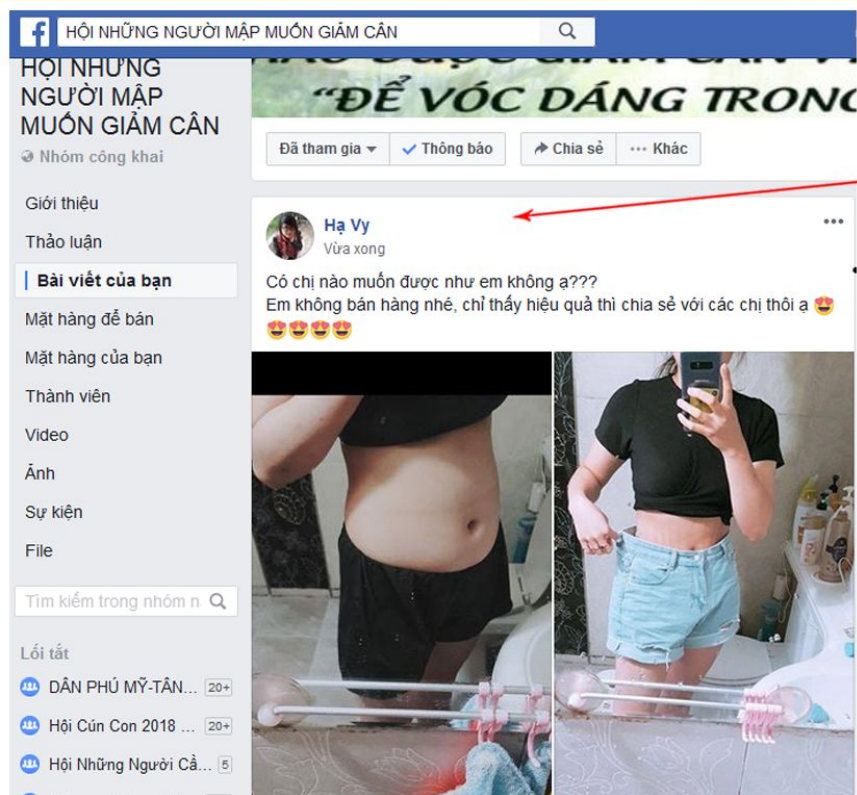 HỘI NHỮNG NGƯỜI MẬP MUỐN GIẢM CÂN
HỘI NHỮNG
NGƯỜI MẬP
MUỐN GIẢM CÂN
Nhóm công khai
Giới thiệu
Thảo luận
Bài viết của bạn
Mặt hàng để bán
Mặt hàng của bạn
Thành viên
Video
Ảnh
Sự kiện
File
Tìm kiếm trong nhóm n
Lối tắt
DÂN PHÚ MỸ-TÂN... 20+
Hội Cún Con 2018 ... 20+
Hội Những Người Cầ... 5
“ĐỂ VÓC DÁNG TRONG
Đã tham gia Thông báo Chia sẻ ... Khác
Hạ Vy
Vừa xong
Có chị nào muốn được như em không ạ???
Em không bán hàng nhé, chỉ thấy hiệu quả thì chia sẻ với các chị thôi ạ 😍
😍😍😍😍